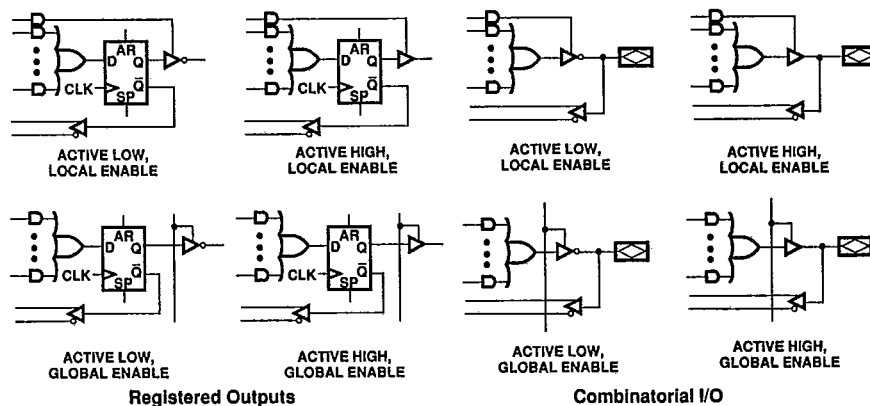 AR
D Q
CLK Q̅
SP
ACTIVE LOW,
LOCAL ENABLE
AR
D Q
CLK Q̅
SP
ACTIVE HIGH,
LOCAL ENABLE
ACTIVE LOW,
LOCAL ENABLE
ACTIVE HIGH,
LOCAL ENABLE
AR
D Q
CLK Q̅
SP
ACTIVE LOW,
GLOBAL ENABLE
AR
D Q
CLK Q̅
SP
ACTIVE HIGH,
GLOBAL ENABLE
ACTIVE LOW,
GLOBAL ENABLE
ACTIVE HIGH,
GLOBAL ENABLE
Registered Outputs
Combinatorial I/O